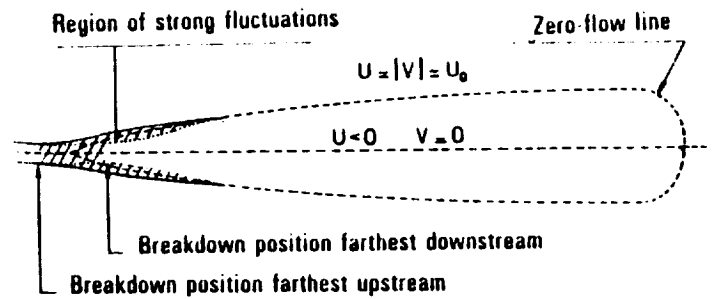 Region of strong fluctuations
Zero-flow line
U = |V| = U₀
U<0 V=0
Breakdown position farthest downstream
Breakdown position farthest upstream